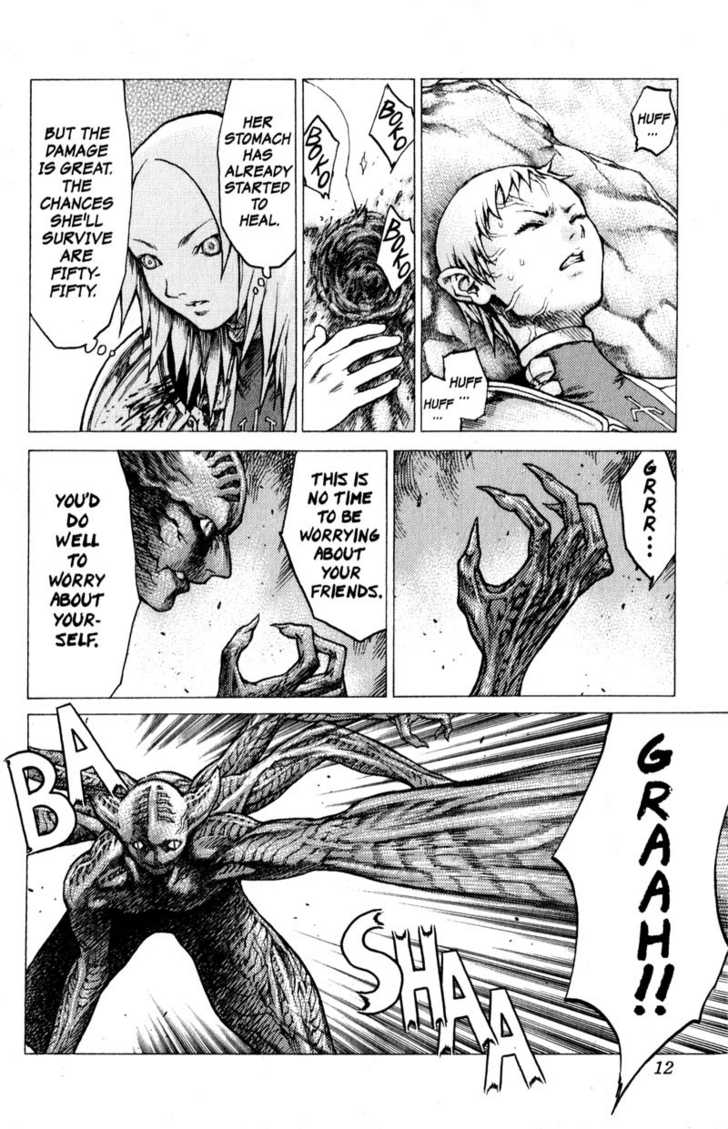 HUFF
...
HUFF
...
HUFF
...
BOKO
BOKO
BOKO
HER
STOMACH
HAS
ALREADY
STARTED
TO
HEAL.
BUT THE
DAMAGE
IS GREAT.
THE
CHANCES
SHE'LL
SURVIVE
ARE
FIFTY-
FIFTY.
GRRR...
THIS IS
NO TIME
TO BE
WORRYING
ABOUT
YOUR
FRIENDS.
YOU'D
DO
WELL
TO
WORRY
ABOUT
YOUR-
SELF.
GRAAH!!
BA
SHAA
12